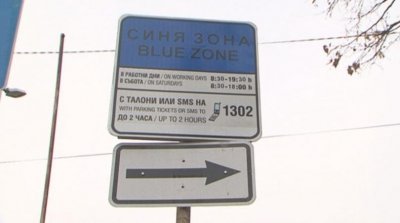 СИНЯ ЗОНА
BLUE ZONE
В РАБОТНИ ДНИ / ON WORKING DAYS 8:30-19:30 h
В СЪБОТА / ON SATURDAYS 8:30-18:00 h
С ТАЛОНИ ИЛИ SMS НА
WITH PARKING TICKETS OR SMS TO 1302
ДО 2 ЧАСА / UP TO 2 HOURS